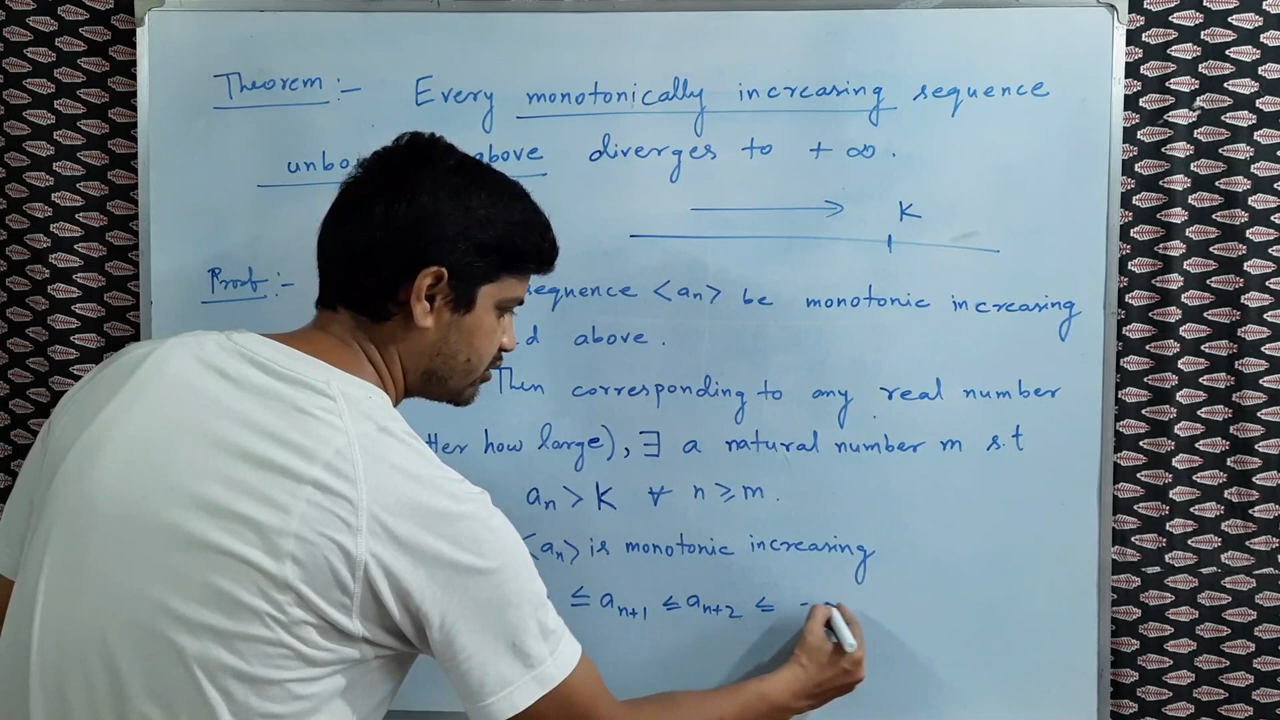 Theorem :- Every monotonically increasing sequence
above diverges to + ∞.
K
Proof :- sequence <an> be monotonic increasing
above.
Then corresponding to any real number
how large), ∃ a natural number m s.t
an > K ∀ n ≥ m.
<an> is monotonic increasing
≤ an+1 ≤ an+2 ≤ -